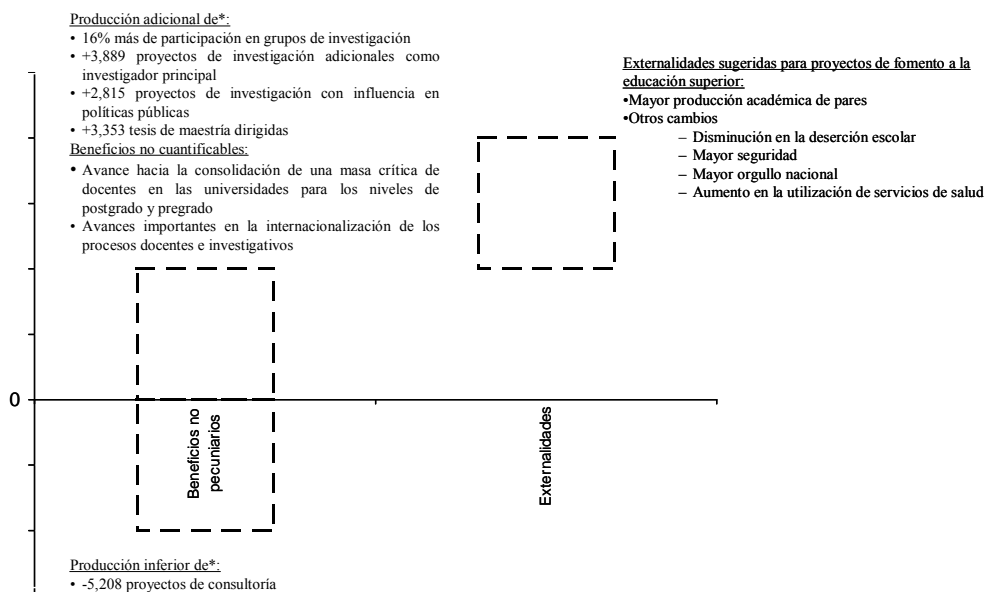 Producción adicional de*:
• 16% más de participación en grupos de investigación
• +3,889 proyectos de investigación adicionales como
investigador principal
• +2,815 proyectos de investigación con influencia en
políticas públicas
• +3,353 tesis de maestría dirigidas
Beneficios no cuantificables:
• Avance hacia la consolidación de una masa crítica de
docentes en las universidades para los niveles de
postgrado y pregrado
• Avances importantes en la internacionalización de los
procesos docentes e investigativos
Externalidades sugeridas para proyectos de fomento a la
educación superior:
•Mayor producción académica de pares
•Otros cambios
– Disminución en la deserción escolar
– Mayor seguridad
– Mayor orgullo nacional
– Aumento en la utilización de servicios de salud
0
Beneficios no
pecuniarios
Externalidades
Producción inferior de*:
• -5,208 proyectos de consultoría